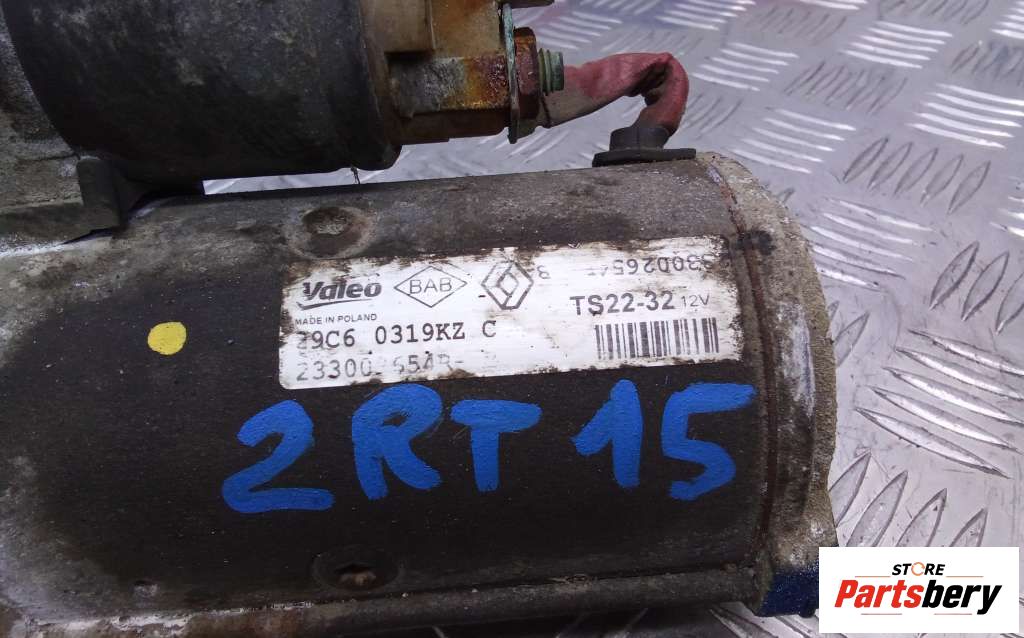 Valeo BAB
MADE IN POLAND
TS22-32 12V
0319KZ C
2RT15
STORE
Partsbery